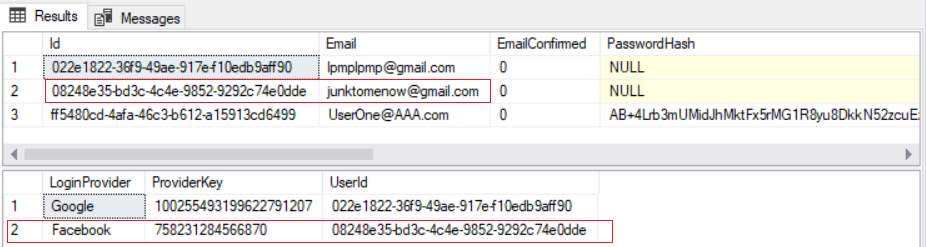 Results Messages
Id Email EmailConfirmed PasswordHash
1 022e1822-36f9-49ae-917e-f10edb9aff90 lpmplpmp@gmail.com 0 NULL
2 08248e35-bd3c-4c4e-9852-9292c74e0dde junktomenow@gmail.com 0 NULL
3 ff5480cd-4afa-46c3-b612-a15913cd6499 UserOne@AAA.com 0 AB+4Lrb3mUMidJhMktFx5rMG1R8yu8DkkN52zcuE
LoginProvider ProviderKey UserId
1 Google 100255493199622791207 022e1822-36f9-49ae-917e-f10edb9aff90
2 Facebook 758231284566870 08248e35-bd3c-4c4e-9852-9292c74e0dde